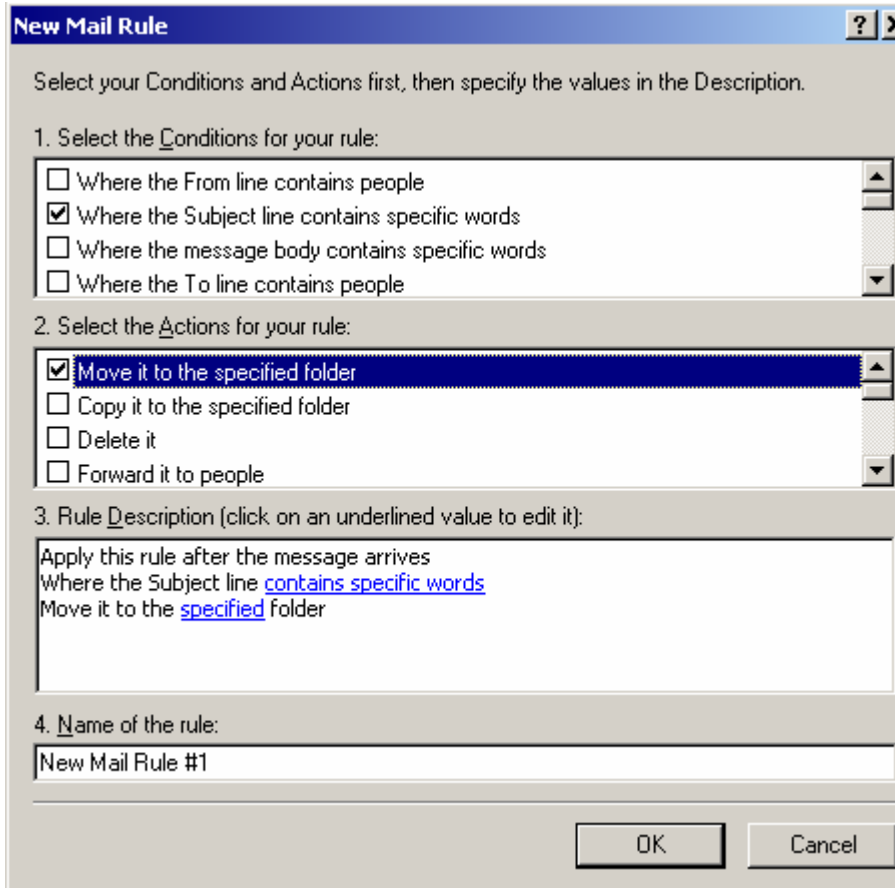 New Mail Rule
Select your Conditions and Actions first, then specify the values in the Description.
1. Select the Conditions for your rule:
Where the From line contains people
Where the Subject line contains specific words
Where the message body contains specific words
Where the To line contains people
2. Select the Actions for your rule:
Move it to the specified folder
Copy it to the specified folder
Delete it
Forward it to people
3. Rule Description (click on an underlined value to edit it):
Apply this rule after the message arrives
Where the Subject line contains specific words
Move it to the specified folder
4. Name of the rule:
New Mail Rule #1
OK Cancel